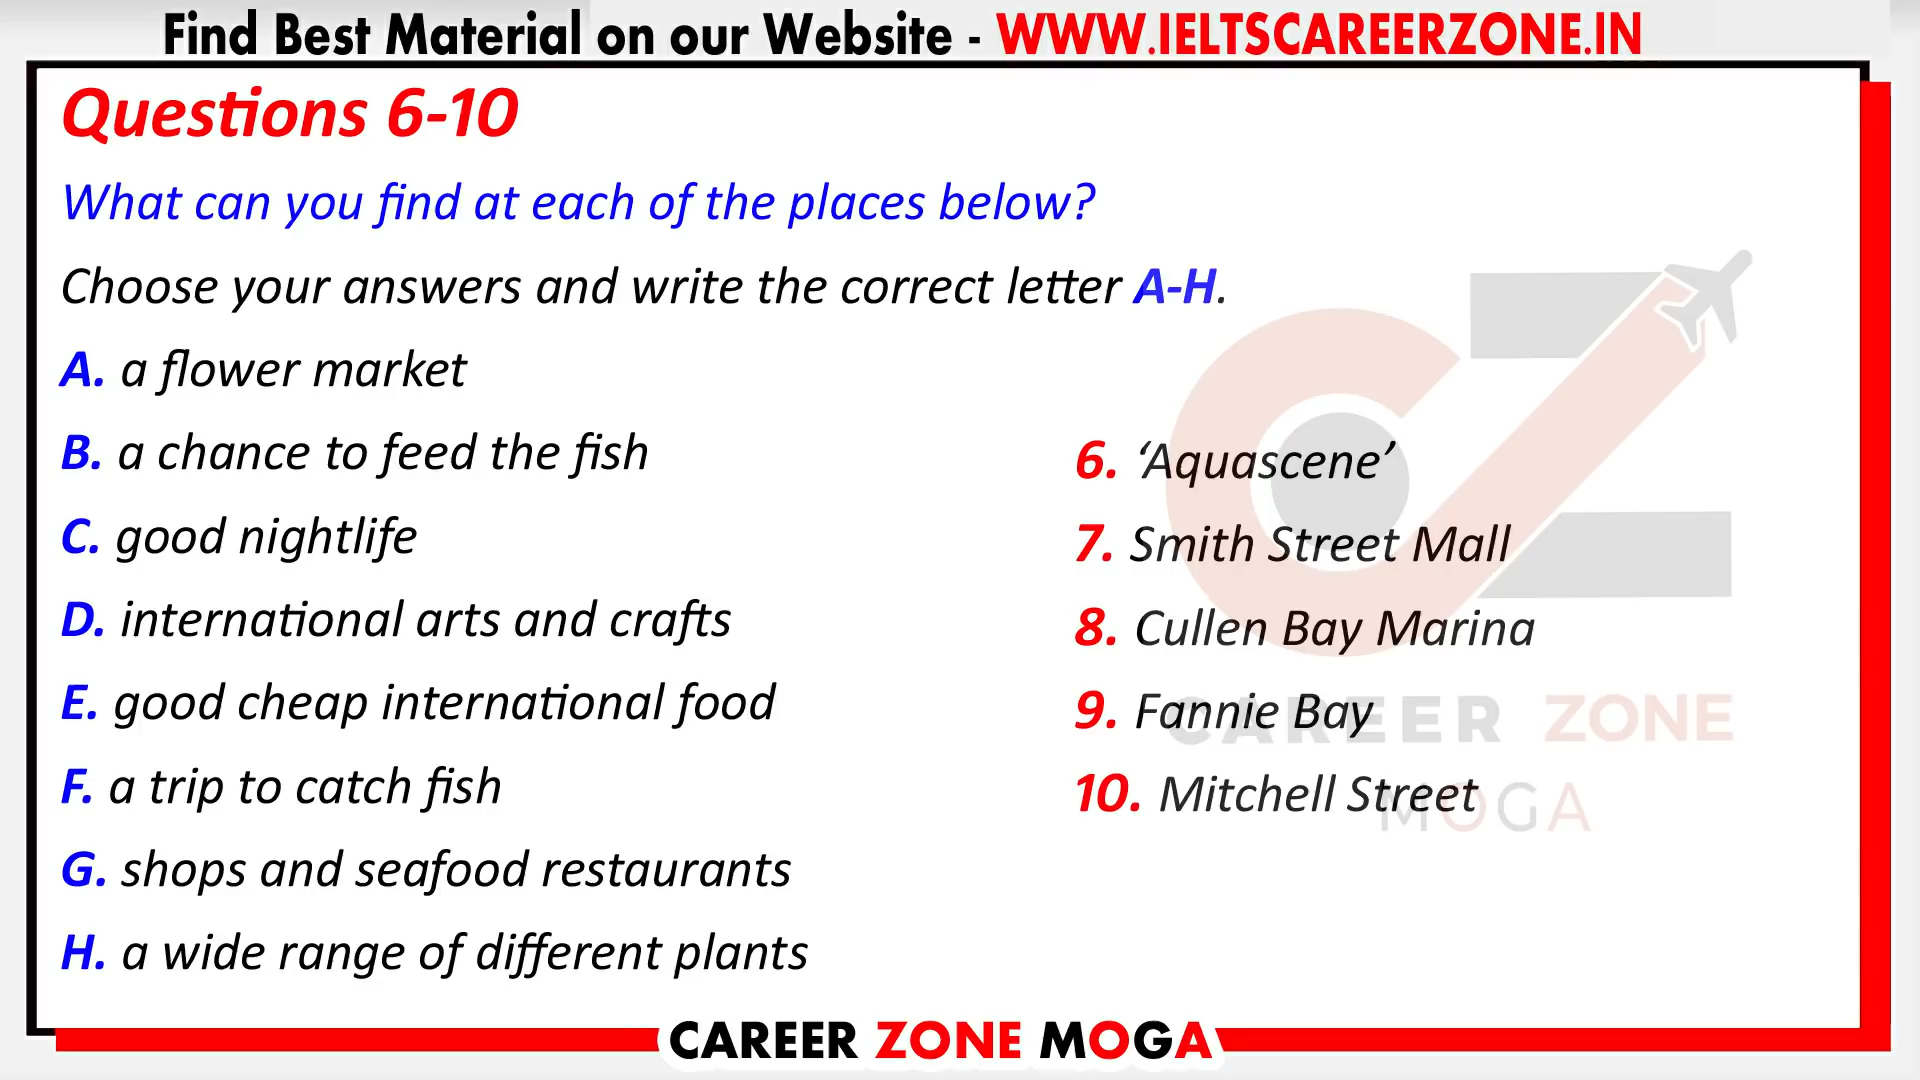 Find Best Material on our Website - WWW.IELTSCAREERZONE.IN
Questions 6-10
What can you find at each of the places below?
Choose your answers and write the correct letter A-H.
A. a flower market
B. a chance to feed the fish
C. good nightlife
D. international arts and crafts
E. good cheap international food
F. a trip to catch fish
G. shops and seafood restaurants
H. a wide range of different plants
6. ‘Aquascene’
7. Smith Street Mall
8. Cullen Bay Marina
9. Fannie Bay
10. Mitchell Street
CAREER ZONE
MOGA
CAREER ZONE MOGA